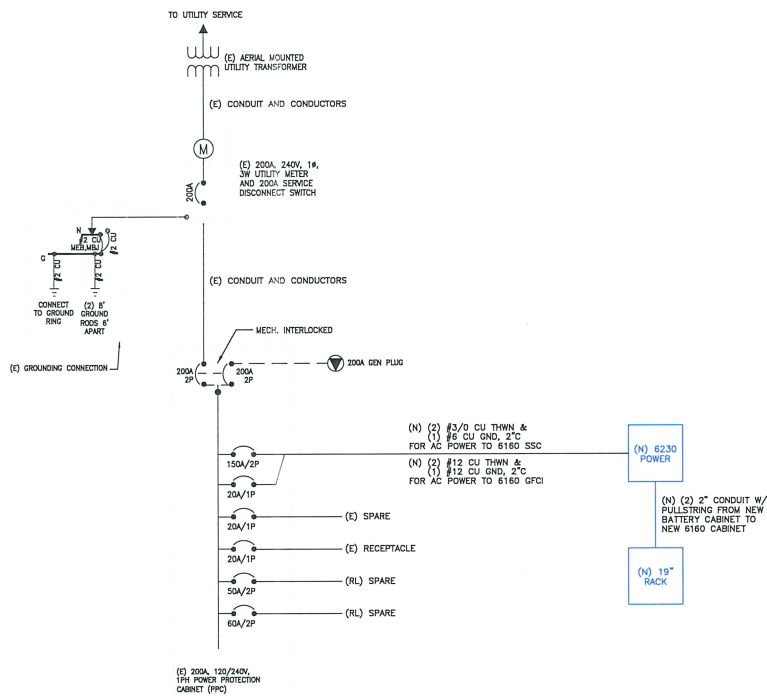 TO UTILITY SERVICE
(E) AERIAL MOUNTED
UTILITY TRANSFORMER
(E) CONDUIT AND CONDUCTORS
M
(E) 200A, 240V, 1ø,
3W UTILITY METER
AND 200A SERVICE
DISCONNECT SWITCH
200A
N
#2 CU
MEB,MBJ
#2 CU
G
#2 CU
#2 CU
CONNECT
TO GROUND
RING
(2) 8'
GROUND
RODS 6'
APART
(E) GROUNDING CONNECTION
(E) CONDUIT AND CONDUCTORS
MECH. INTERLOCKED
200A
2P
200A
2P
200A GEN PLUG
(N) (2) #3/0 CU THWN &
(1) #6 CU GND, 2"C
FOR AC POWER TO 6160 SSC
(N) (2) #12 CU THWN &
(1) #12 CU GND, 2"C
FOR AC POWER TO 6160 GFCI
(N) 6230
POWER
150A/2P
20A/1P
20A/1P
(E) SPARE
20A/1P
(E) RECEPTACLE
50A/2P
(RL) SPARE
60A/2P
(RL) SPARE
(N) (2) 2" CONDUIT W/
PULLSTRING FROM NEW
BATTERY CABINET TO
NEW 6160 CABINET
(N) 19"
RACK
(E) 200A, 120/240V,
1PH POWER PROTECTION
CABINET (PPC)